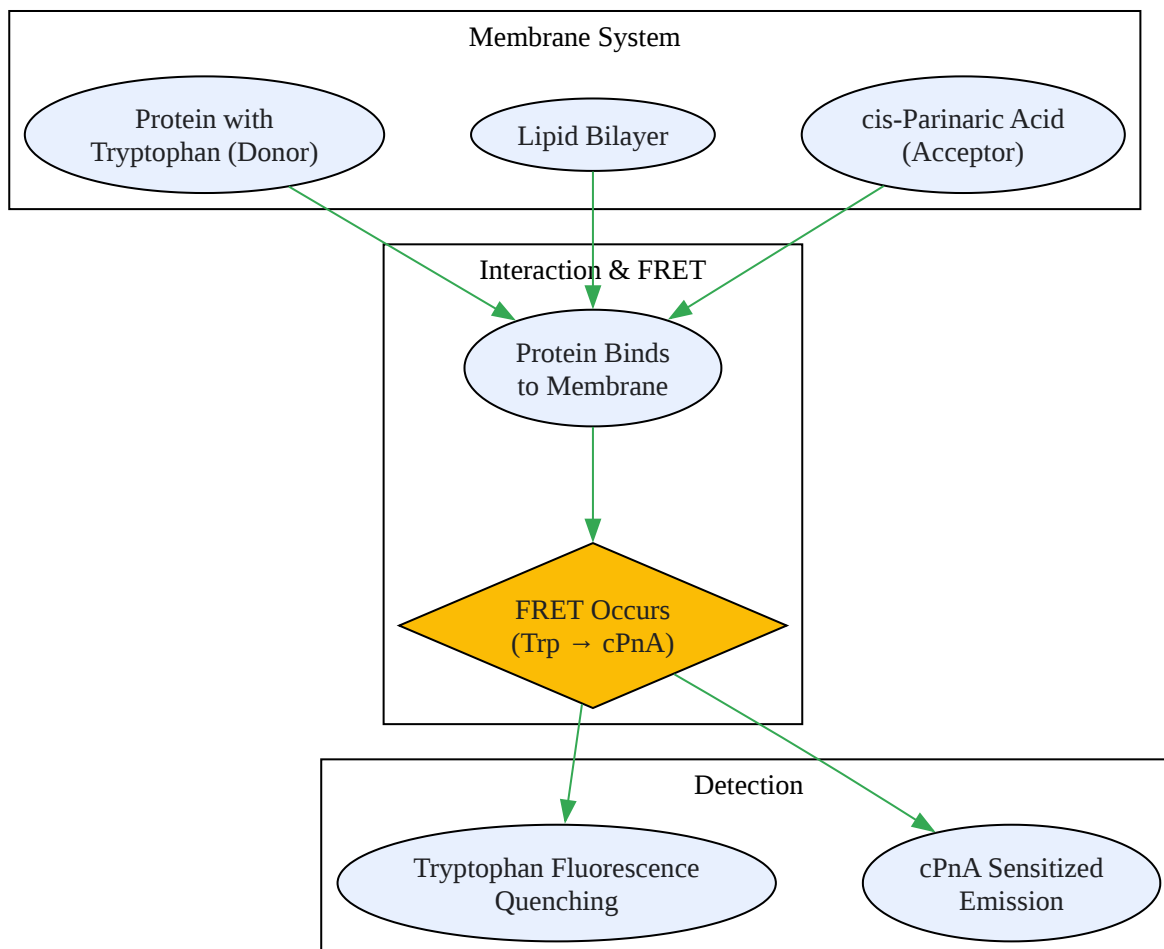 Membrane System
Protein with
Tryptophan (Donor)
Lipid Bilayer
cis-Parinaric Acid
(Acceptor)
Interaction & FRET
Protein Binds
to Membrane
FRET Occurs
(Trp → cPnA)
Detection
Tryptophan Fluorescence
Quenching
cPnA Sensitized
Emission